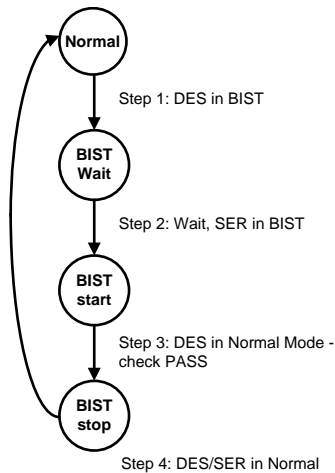 Normal
Step 1: DES in BIST
BIST
Wait
Step 2: Wait, SER in BIST
BIST
start
Step 3: DES in Normal Mode -
check PASS
BIST
stop
Step 4: DES/SER in Normal